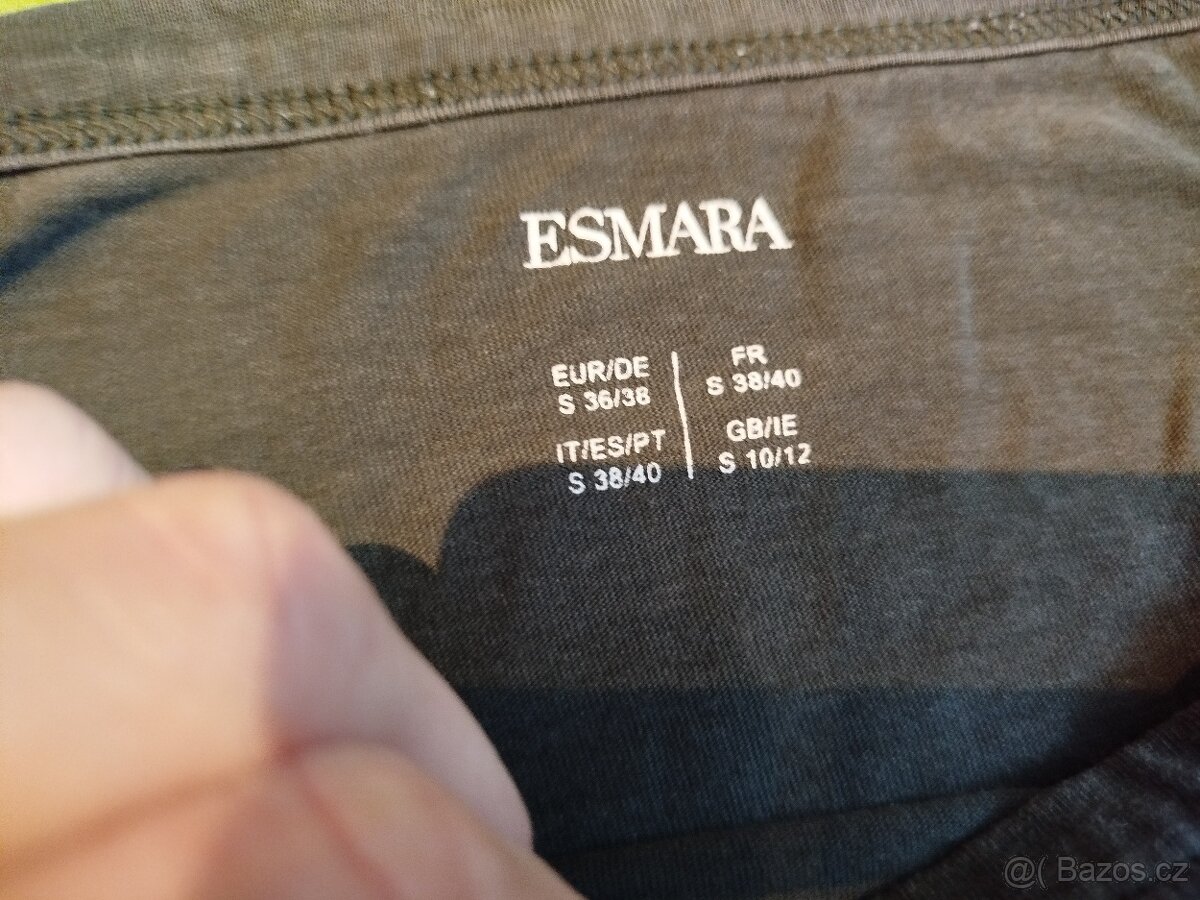 ESMARA
EUR/DE
S 36/38
FR
S 38/40
IT/ES/PT
S 38/40
GB/IE
S 10/12
@( Bazos.cz